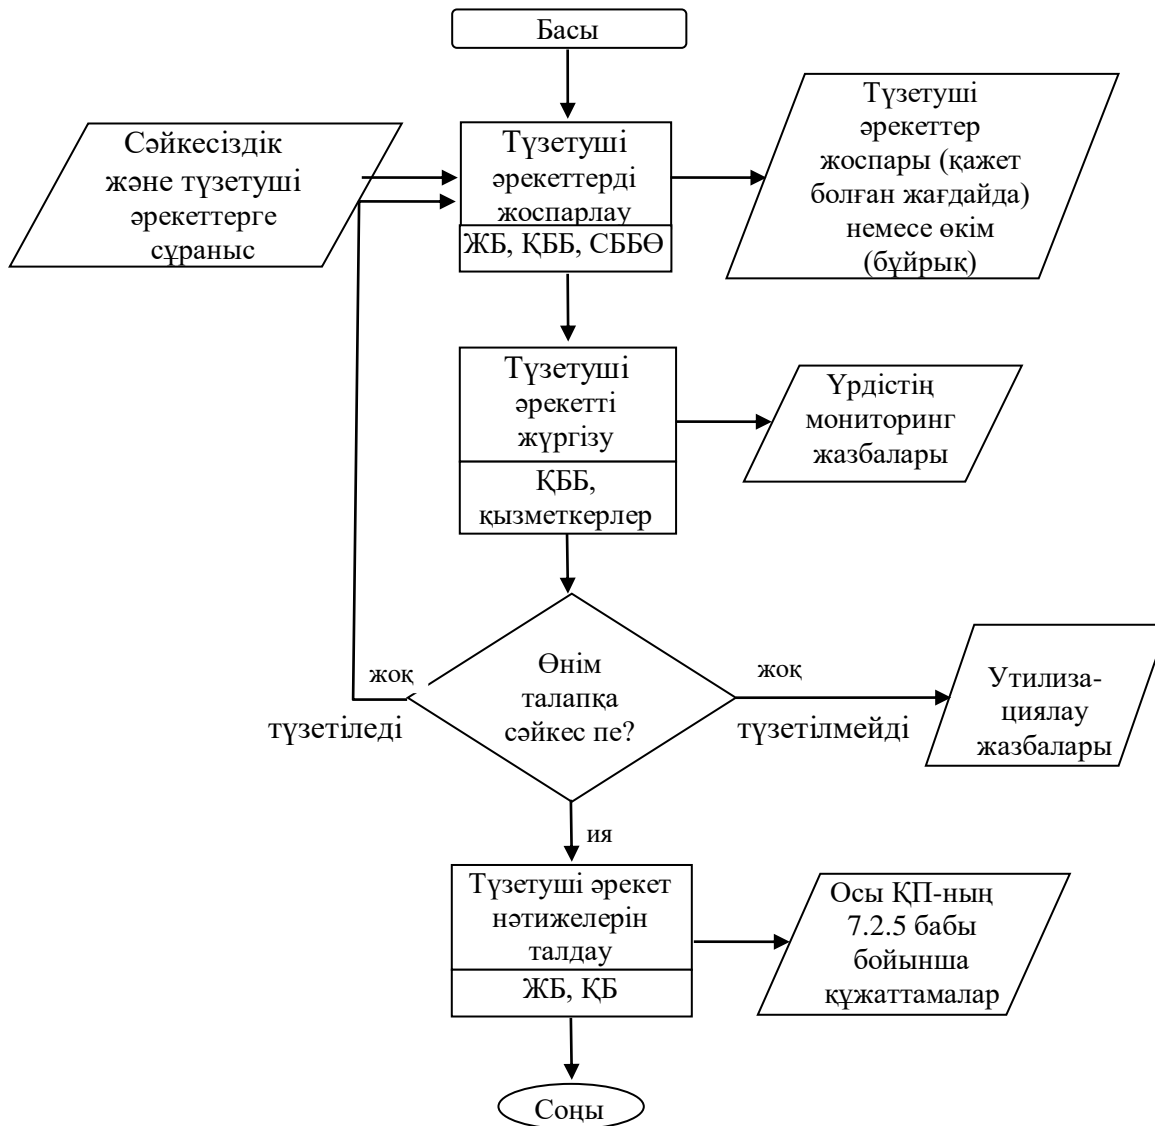 Басы
Сәйкесіздік
және түзетуші
әрекеттерге
сұраныс
Түзетуші
әрекеттерді
жоспарлау
ЖБ, ҚББ, СББӨ
Түзетуші
әрекеттер
жоспары (қажет
болған жағдайда)
немесе өкім
(бұйрық)
Түзетуші
әрекетті
жүргізу
ҚББ,
қызметкерлер
Үрдістің
мониторинг
жазбалары
жоқ
түзетіледі
Өнім
талапқа
сәйкес пе?
жоқ
түзетілмейді
Утилиза-
циялау
жазбалары
ия
Түзетуші әрекет
нәтижелерін
талдау
ЖБ, ҚБ
Осы ҚП-ның
7.2.5 бабы
бойынша
құжаттамалар
Соңы